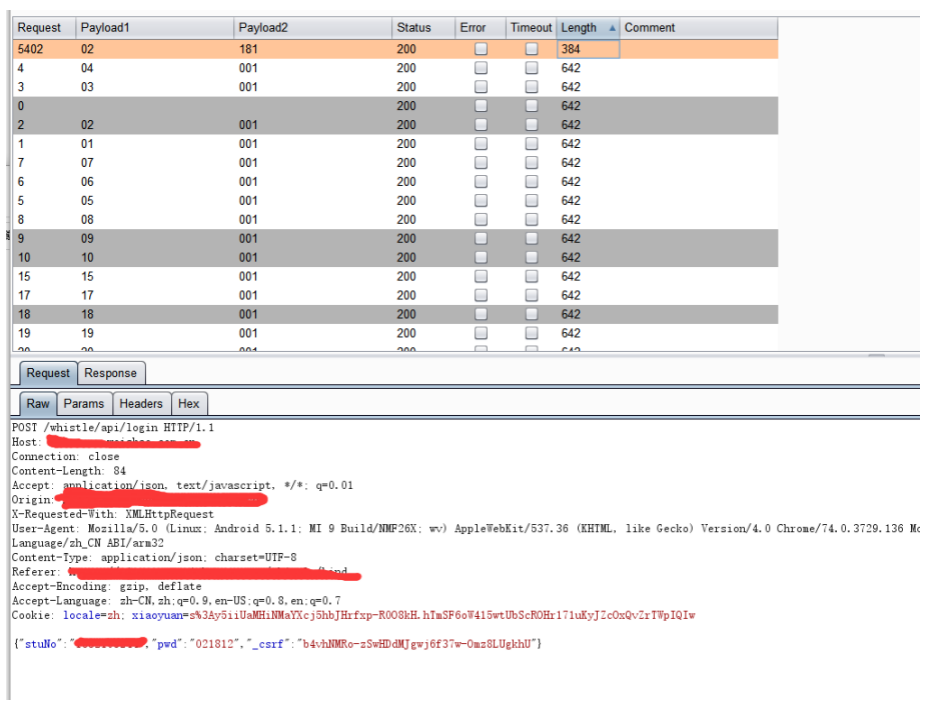 Request Payload1 Payload2 Status Error Timeout Length Comment
5402 02 181 200 384
4 04 001 200 642
3 03 001 200 642
0 200 642
2 02 001 200 642
1 01 001 200 642
7 07 001 200 642
6 06 001 200 642
5 05 001 200 642
8 08 001 200 642
9 09 001 200 642
10 10 001 200 642
15 15 001 200 642
17 17 001 200 642
18 18 001 200 642
19 19 001 200 642
20 20 001 200 642
Request Response
Raw Params Headers Hex
POST /whistle/api/login HTTP/1.1
Host:
Connection: close
Content-Length: 84
Accept: application/json, text/javascript, */*; q=0.01
Origin:
X-Requested-With: XMLHttpRequest
User-Agent: Mozilla/5.0 (Linux; Android 5.1.1; MI 9 Build/NMF26X; wv) AppleWebKit/537.36 (KHTML, like Gecko) Version/4.0 Chrome/74.0.3729.136
Language/zh_CN ABI/arm32
Content-Type: application/json; charset=UTF-8
Referer:
Accept-Encoding: gzip, deflate
Accept-Language: zh-CN,zh;q=0.9,en-US;q=0.8,en;q=0.7
Cookie: locale=zh; xiaoyuan=s%3Ay5iiUaMHiNMaYXcj5hbJHrfxp-R0O8kH.hImSF6oW415wtUbScROHr171uKyJZcOxQvZrTWpIQIw
{"stuNo":" ","pwd":"021812","_csrf":"b4vhNMRo-zSwHDdMJgwj6f37w-Omz8LUgkhU"}